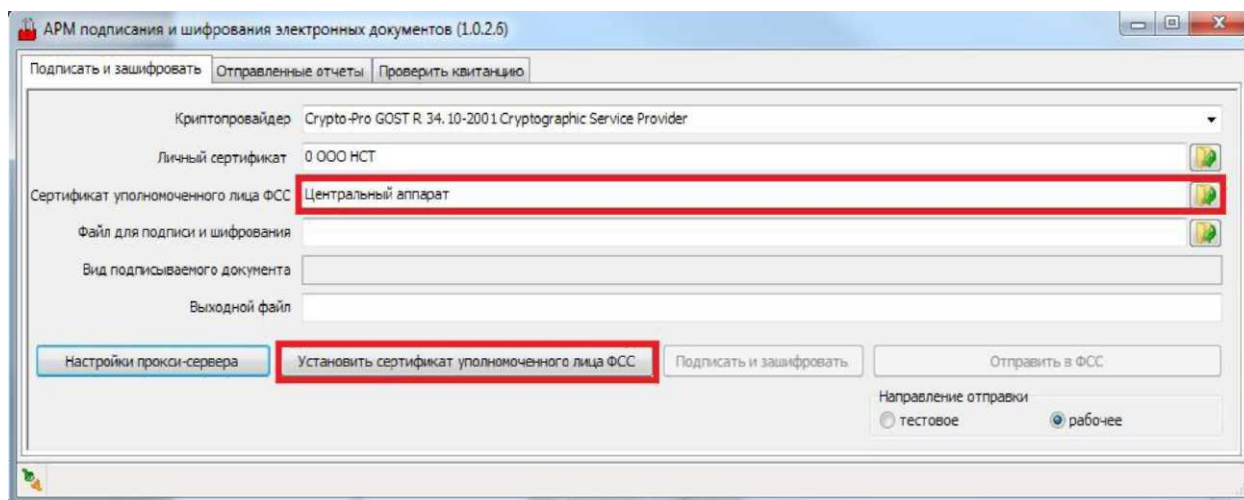 АРМ подписания и шифрования электронных документов (1.0.2.6)
Подписать и зашифровать Отправленные отчеты Проверить квитанцию
Криптопровайдер Crypto-Pro GOST R 34.10-2001 Cryptographic Service Provider
Личный сертификат 0 ООО НСТ
Сертификат уполномоченного лица ФСС Центральный аппарат
Файл для подписи и шифрования
Вид подписываемого документа
Выходной файл
Настройки прокси-сервера Установить сертификат уполномоченного лица ФСС Подписать и зашифровать Отправить в ФСС
Направление отправки
тестовое рабочее